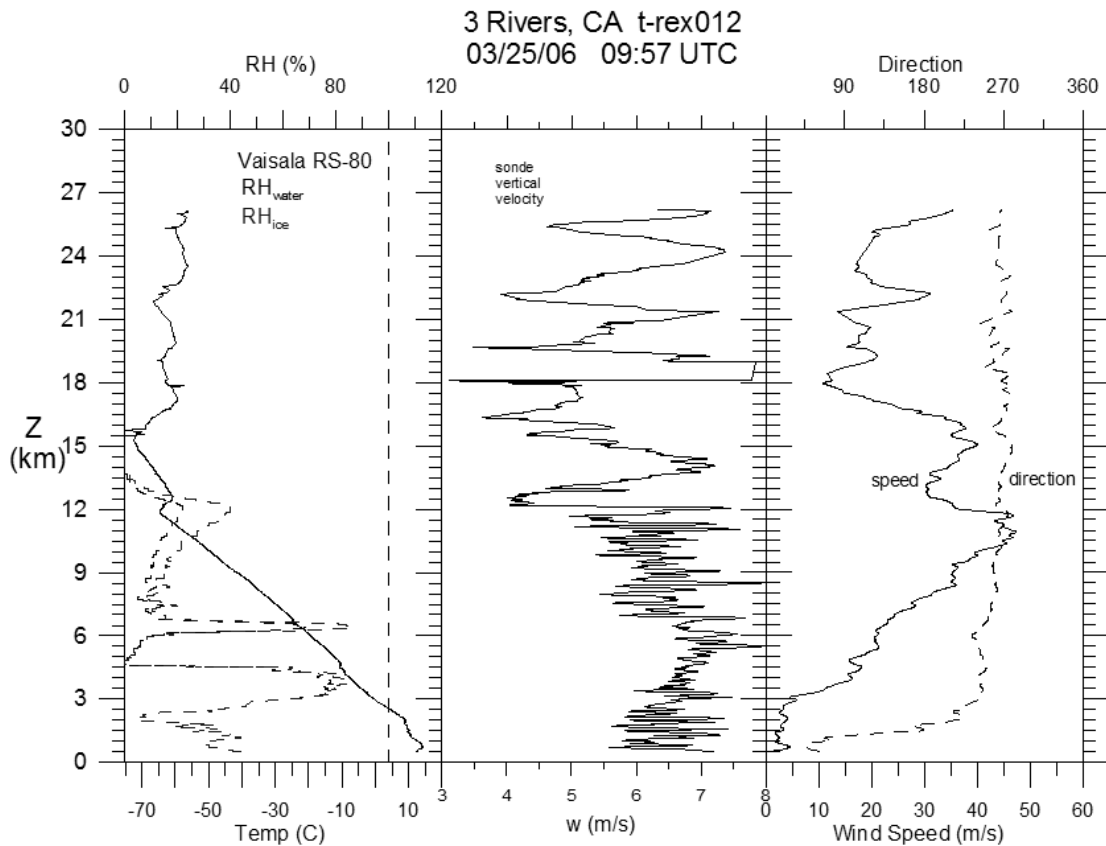 3 Rivers, CA t-rex012
03/25/06 09:57 UTC
RH (%)
Direction
0 40 80 120
90 180 270 360
30
27
24
21
18
15
12
9
6
3
0
Z
(km)
Vaisala RS-80
RHwater
RHice
sonde
vertical
velocity
speed
direction
-70 -50 -30 -10 10
3 4 5 6 7 8
10 20 30 40 50 60
Temp (C)
w (m/s)
Wind Speed (m/s)